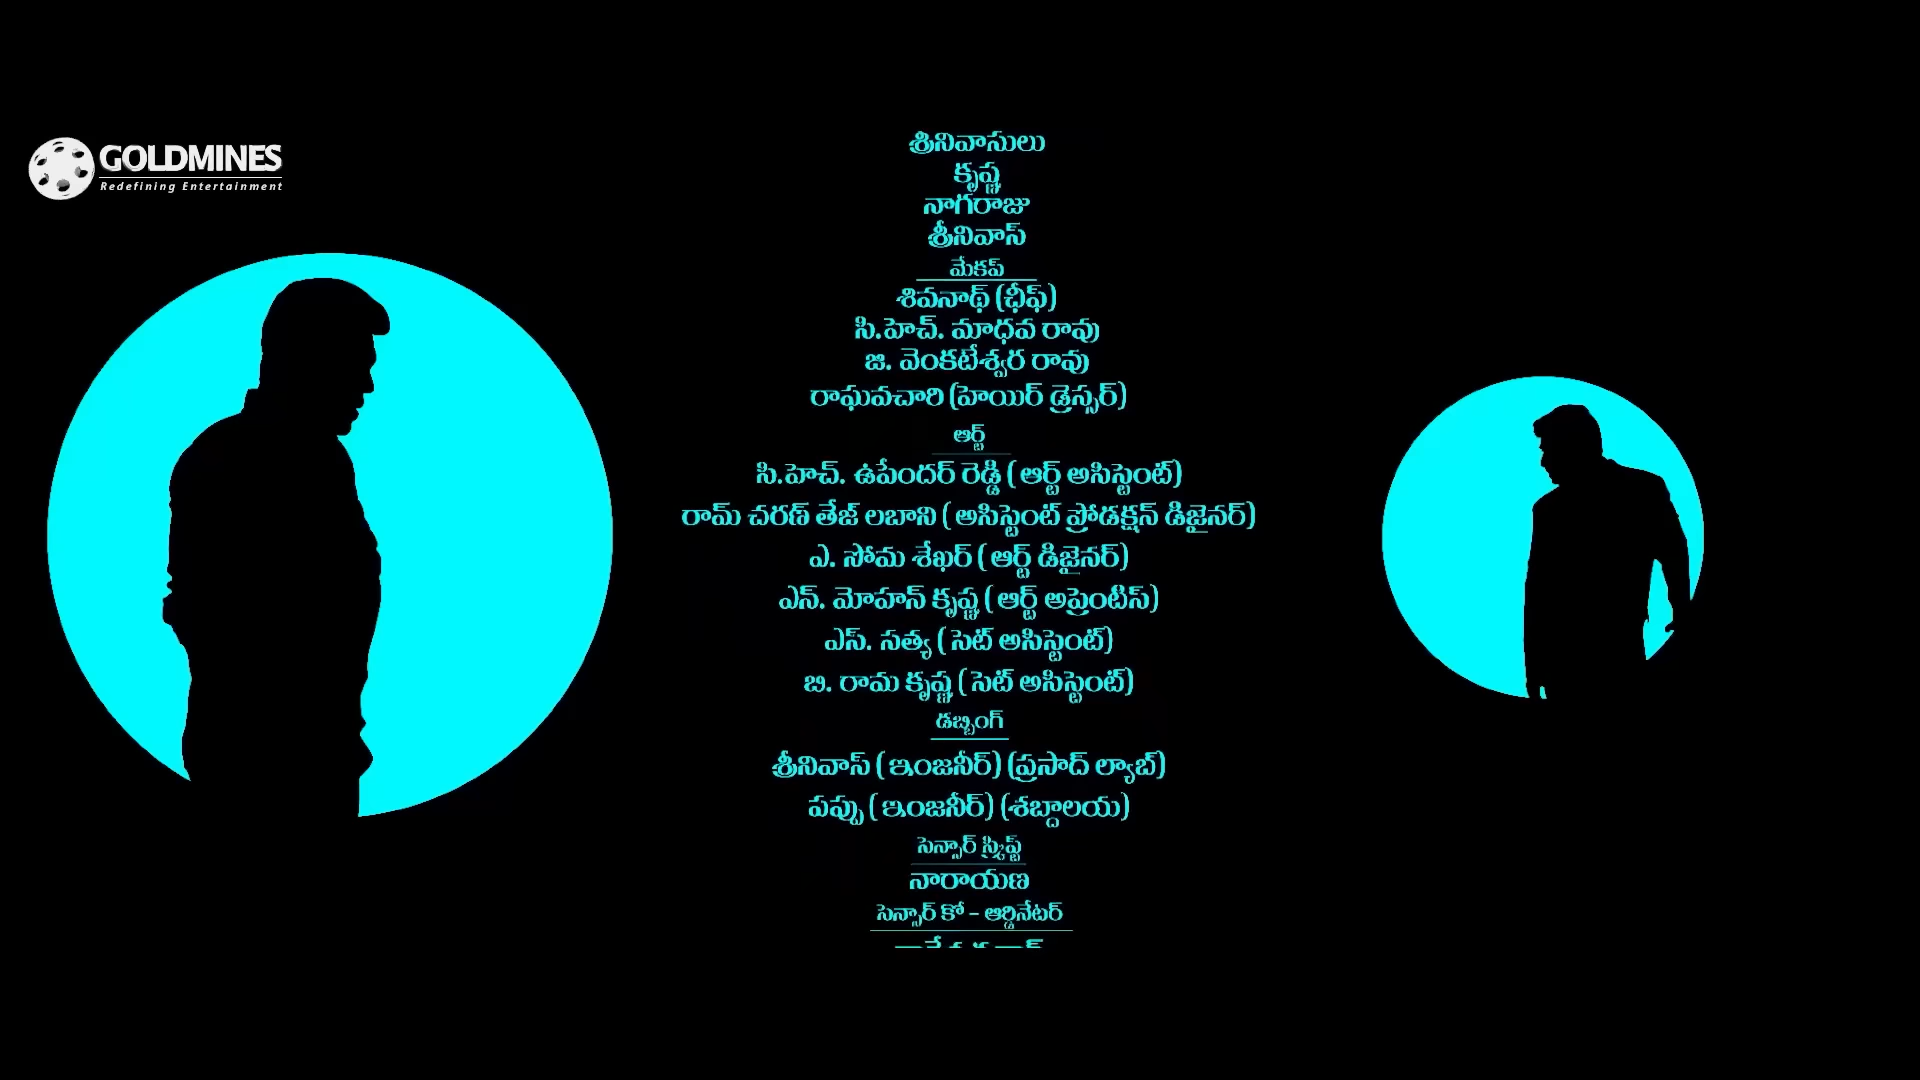 GOLDMINES
Redefining Entertainment
శ్రీనివాసులు
కృష్ణ
నాగరాజు
శ్రీనివాస్
మేకప్
శివనాథ్ (ఛీఫ్)
సి.హెచ్. మాధవ రావు
జి. వెంకటేశ్వర రావు
రాఘవచారి (హెయిర్ డ్రెస్సర్)
ఆర్ట్
సి.హెచ్. ఉపేందర్ రెడ్డి ( ఆర్ట్ అసిస్టెంట్)
రామ్ చరణ్ తేజ్ లబాని ( అసిస్టెంట్ ప్రోడక్షన్ డిజైనర్)
ఎ. సోమ శేఖర్ ( ఆర్ట్ డిజైనర్)
ఎన్. మోహన్ కృష్ణ ( ఆర్ట్ అప్రెంటీస్)
ఎస్. సత్య ( సెట్ అసిస్టెంట్)
బి. రామ కృష్ణ ( సెట్ అసిస్టెంట్)
డబ్బింగ్
శ్రీనివాస్ ( ఇంజనీర్) (ప్రసాద్ ల్యాబ్)
పప్పు ( ఇంజనీర్) (శబ్దాలయ)
సెన్సార్ స్క్రిప్ట్
నారాయణ
సెన్సార్ కో - ఆర్డినేటర్